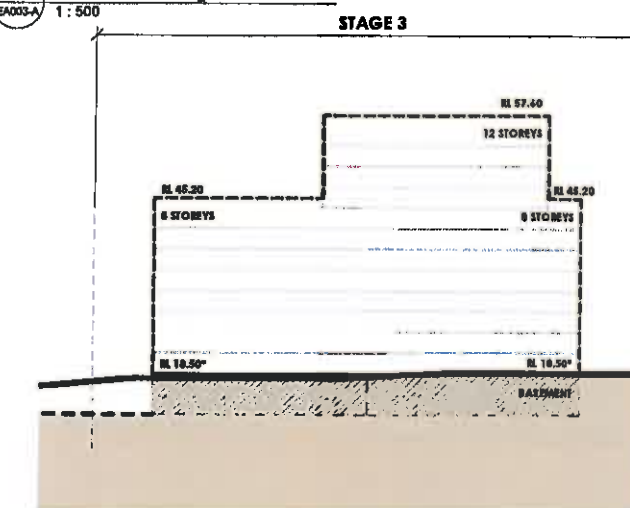 EA003-A 1 : 500
STAGE 3
RL 57.60
12 STOREYS
RL 45.20
RL 45.20
8 STOREYS
8 STOREYS
RL 18.50*
RL 18.50*
BASEMENT